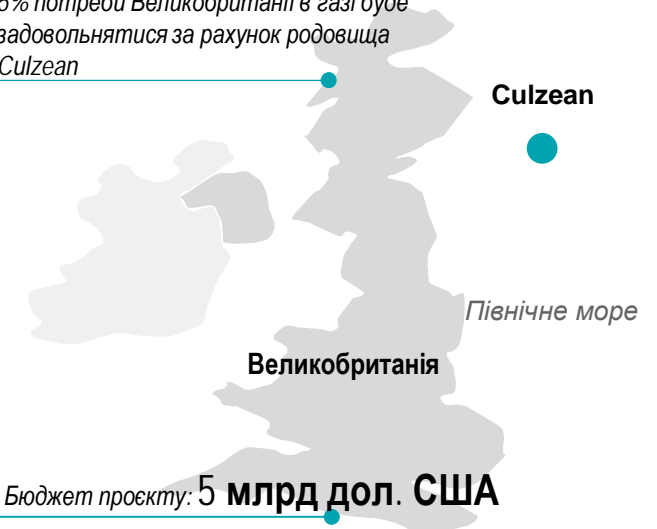 5% потреби Великобританії в газі буде
задовольнятися за рахунок родовища
Culzean
Culzean
Північне море
Великобританія
Бюджет проєкту: 5 млрд дол. США